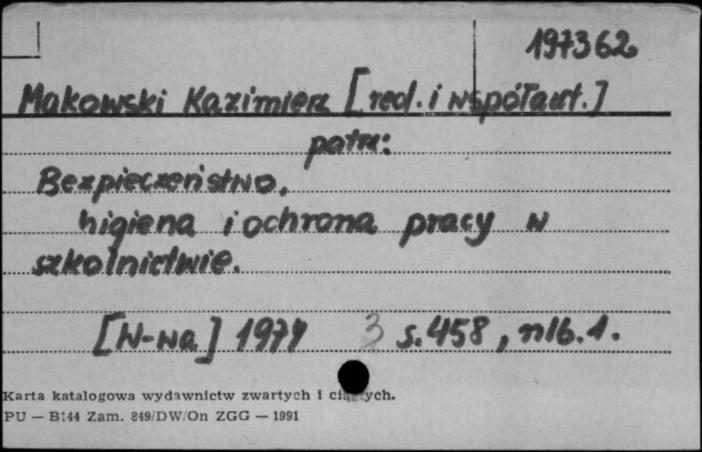 197362
Makowski Kazimierz [red. i współaut.]
patrz:
Bezpieczeństwo,
higiena i ochrona pracy w
szkolnictwie.
[W-wa] 1974 3 s. 458, nlb. 1.
Karta katalogowa wydawnictw zwartych i ciągłych.
PU — B144 Zam. 849/DW/On ZGG — 1991